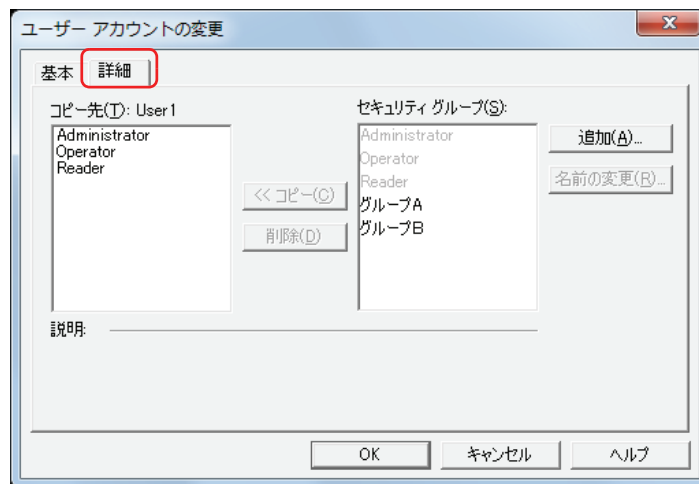 ユーザー アカウントの変更
基本
詳細
コピー先(T): User1
セキュリティ グループ(S):
Administrator
Operator
Reader
<< コピー(C)
削除(D)
Administrator
Operator
Reader
グループA
グループB
追加(A)...
名前の変更(R)...
説明:
OK
キャンセル
ヘルプ